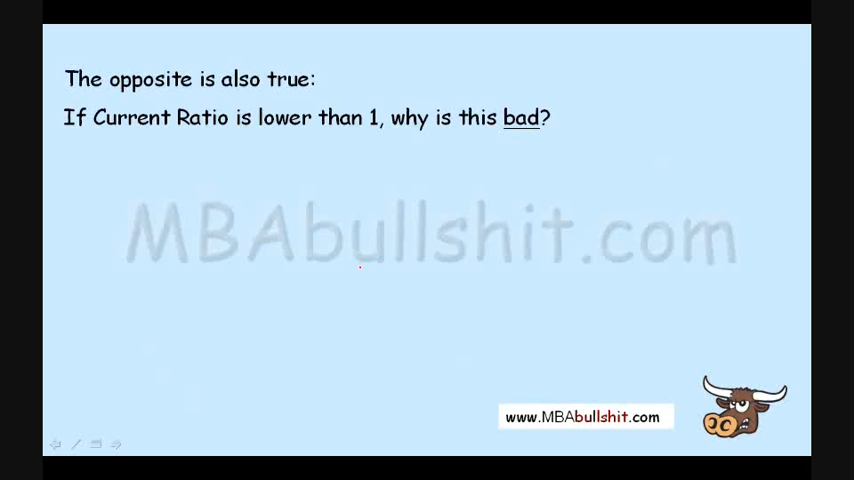 The opposite is also true:
If Current Ratio is lower than 1, why is this bad?
MBAbullshit.com
www.MBAbullshit.com